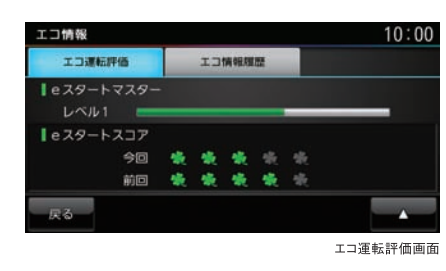 エコ情報 10:00
エコ運転評価 エコ情報履歴
eスタートマスター
レベル1
eスタートスコア
今回
前回
戻る ▲
エコ運転評価画面